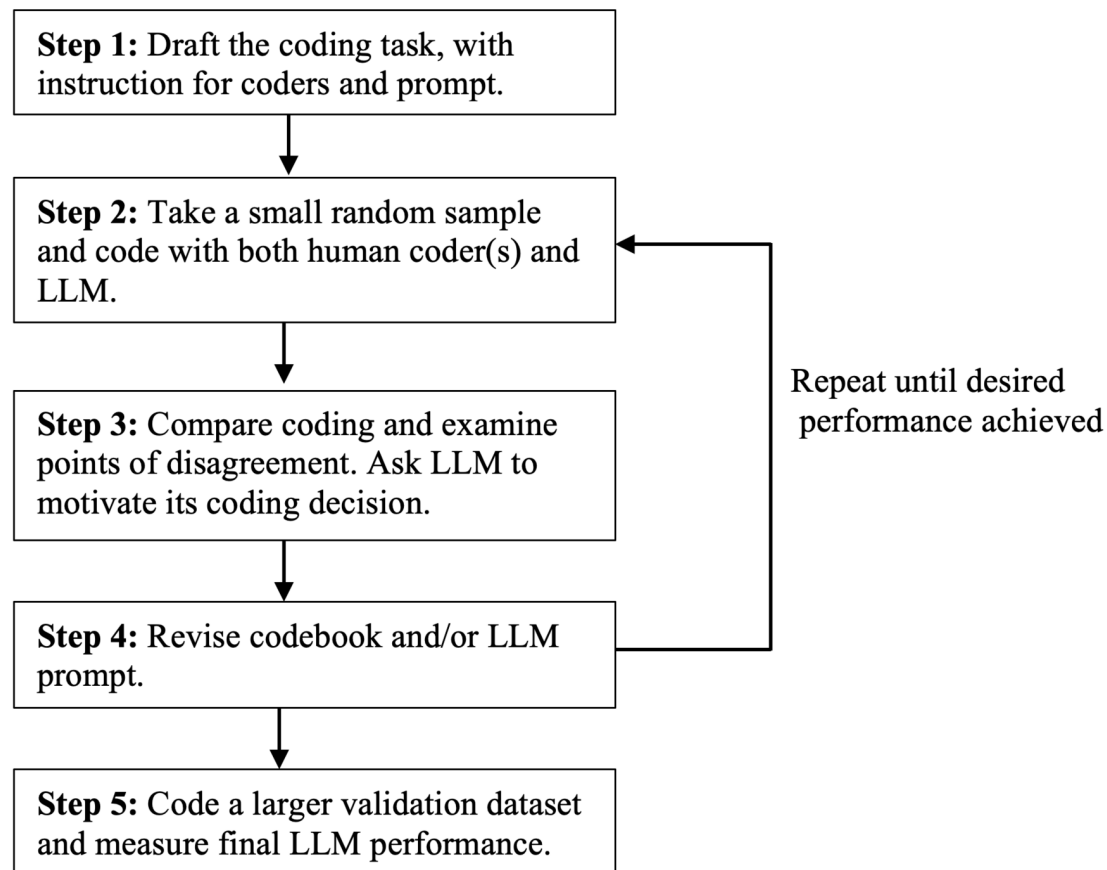 Step 1: Draft the coding task, with
instruction for coders and prompt.
Step 2: Take a small random sample
and code with both human coder(s) and
LLM.
Step 3: Compare coding and examine
points of disagreement. Ask LLM to
motivate its coding decision.
Step 4: Revise codebook and/or LLM
prompt.
Step 5: Code a larger validation dataset
and measure final LLM performance.
Repeat until desired
performance achieved